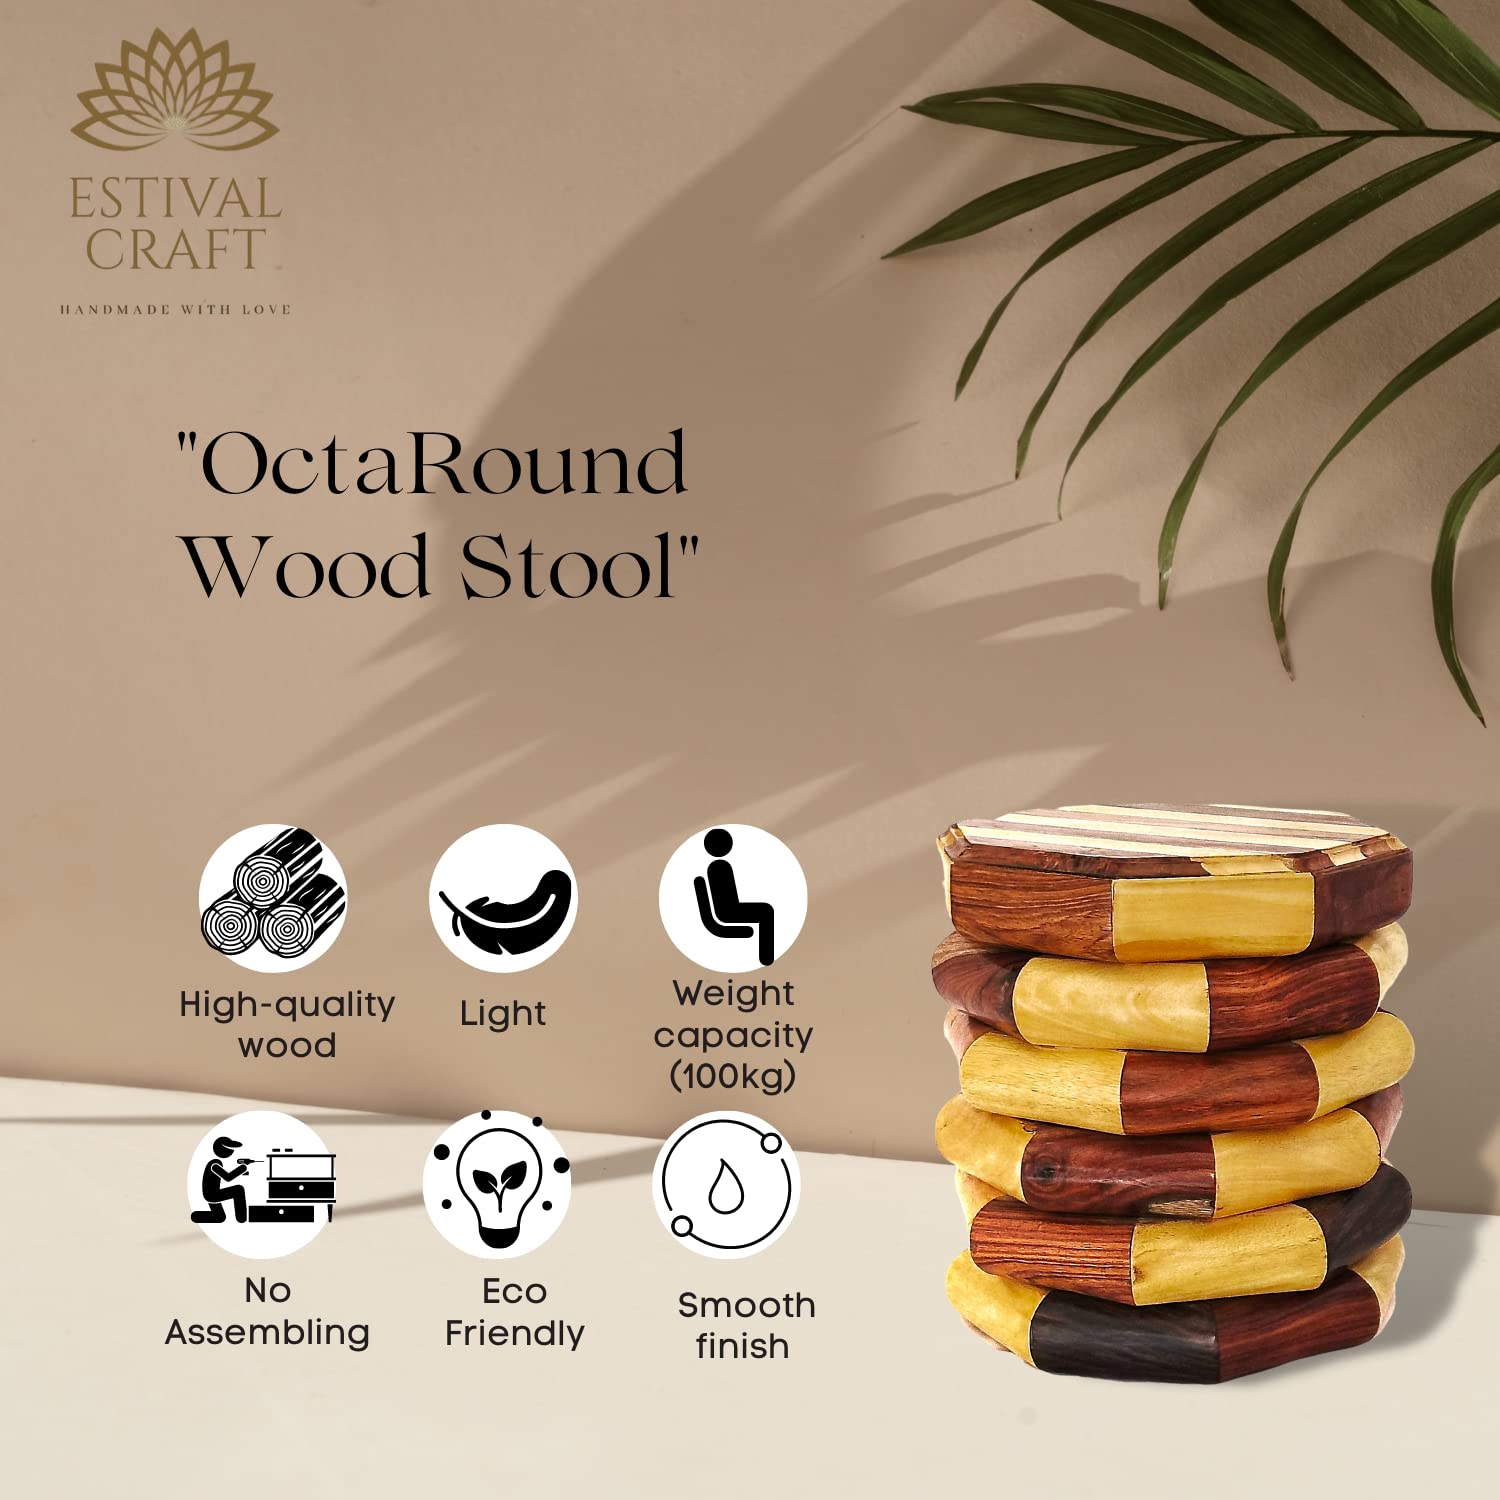 ESTIVAL
CRAFT
HANDMADE WITH LOVE
"OctaRound
Wood Stool"
High-quality
wood
Light
Weight
capacity
(100kg)
No
Assembling
Eco
Friendly
Smooth
finish